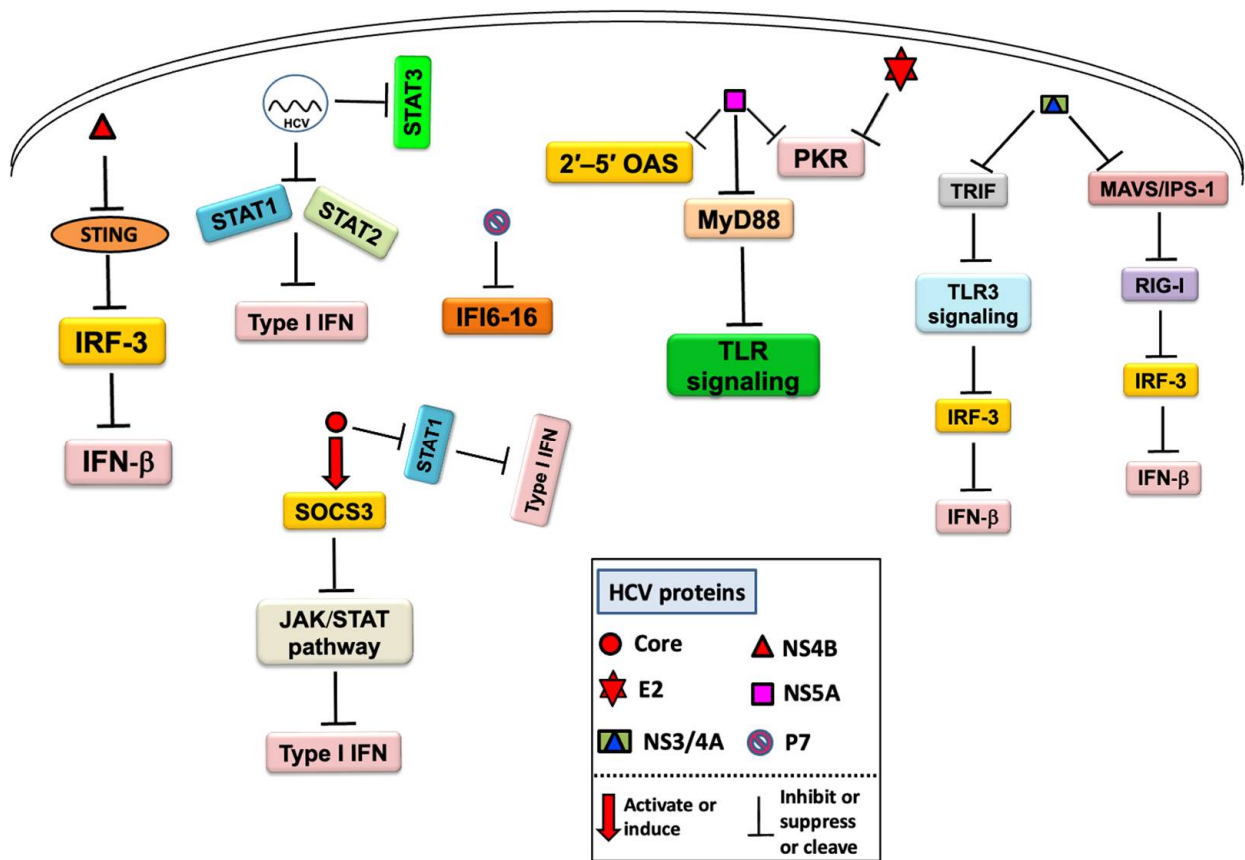 HCV
STAT3
STING
STAT1
STAT2
IRF-3
Type I IFN
IFN-β
IFI6-16
STAT1
Type I IFN
SOCS3
JAK/STAT
pathway
Type I IFN
2′–5′ OAS
PKR
MyD88
TLR
signaling
TRIF
MAVS/IPS-1
TLR3
signaling
RIG-I
IRF-3
IRF-3
IFN-β
IFN-β
HCV proteins
Core
NS4B
E2
NS5A
NS3/4A
P7
Activate or
induce
Inhibit or
suppress
or cleave